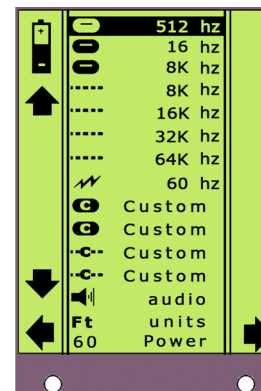 512 hz
16 hz
8K hz
8K hz
16K hz
32K hz
64K hz
60 hz
C Custom
C Custom
-C- Custom
-C- Custom
audio
Ft units
60 Power